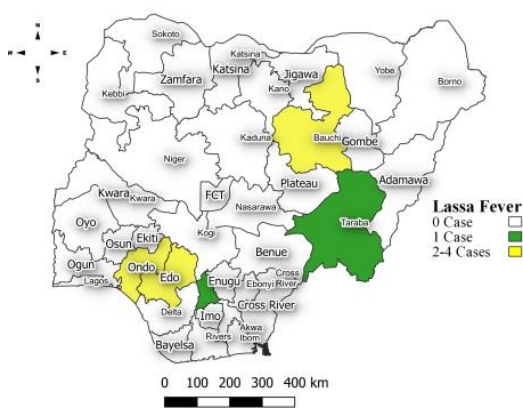 N
W E
S
Sokoto
Katsina
Zamfara
Katsina
Jigawa
Yobe
Borno
Kebbi
Kano
Kaduna
Bauchi
Gombe
Niger
Plateau
Adamawa
Kwara
Kwara
FCT
Nasarawa
Taraba
Oyo
Kogi
Osun
Ekiti
Benue
Ogun
Ondo
Edo
Enugu
Ebonyi
Cross
River
Lagos
Delta
Imo
Cross River
Bayelsa
Rivers
Akwa
Ibom
Lassa Fever
0 Case
1 Case
2-4 Cases
0 100 200 300 400 km